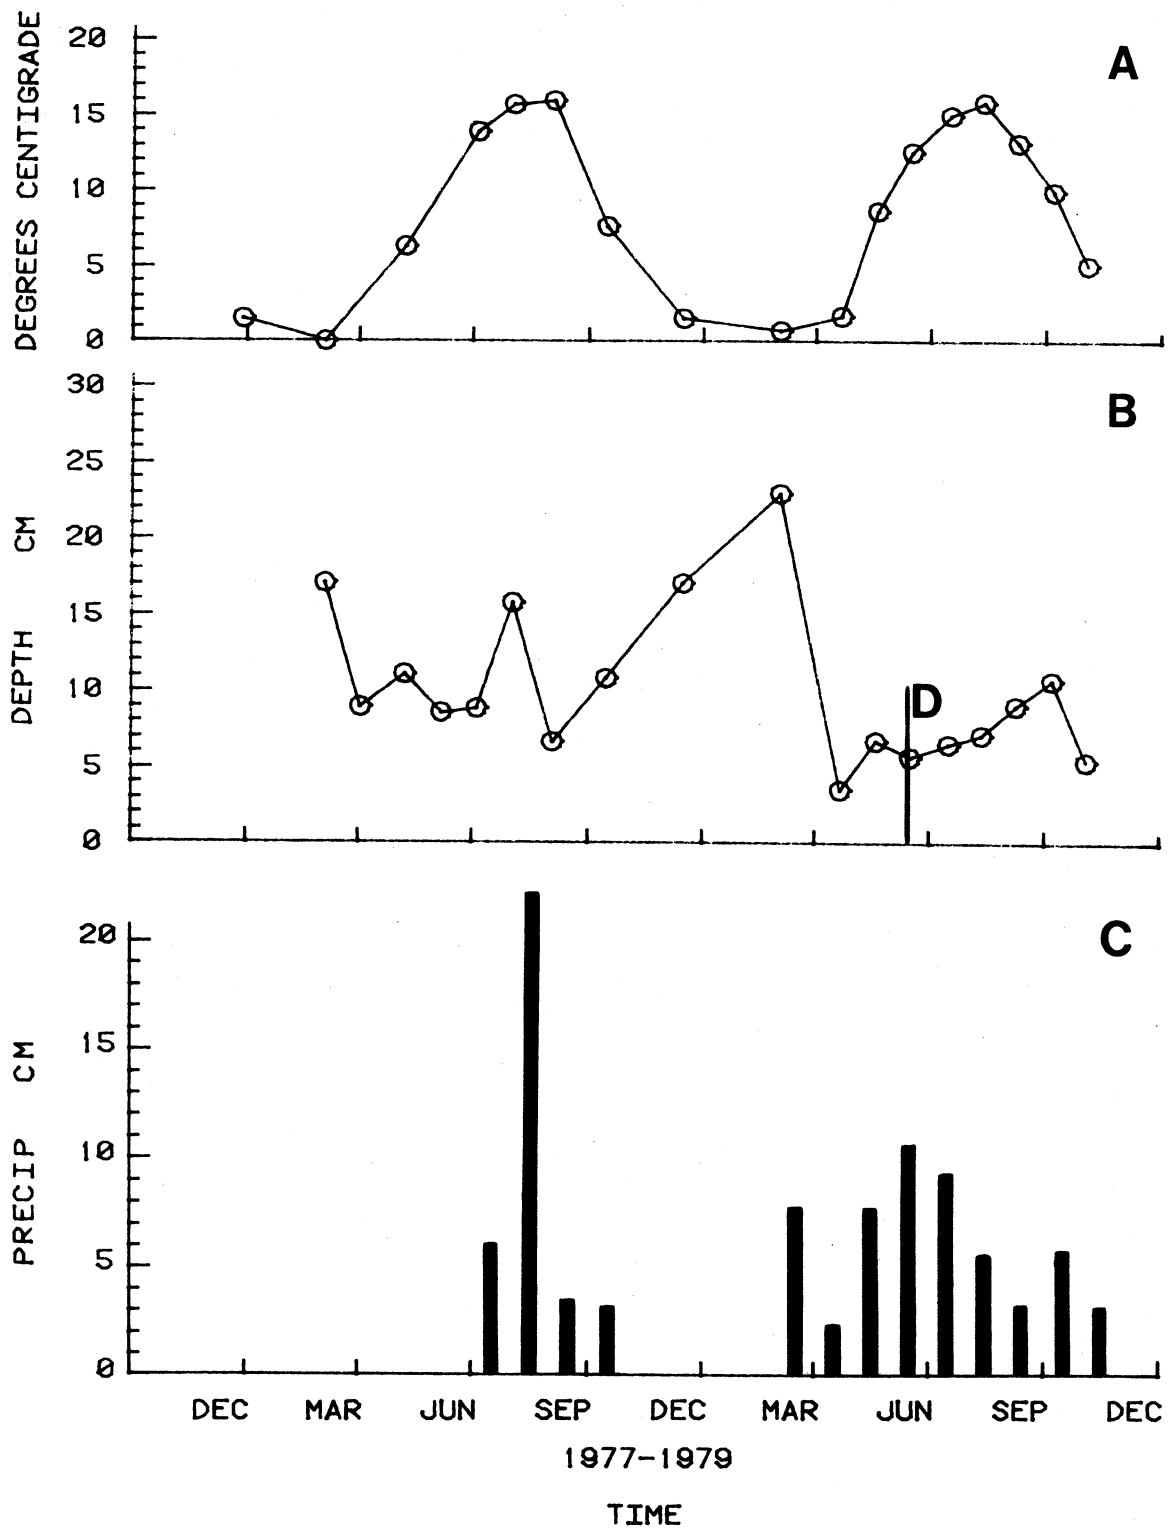 DEGREES CENTIGRADE
20
15
10
5
0
A
DEPTH CM
30
25
20
15
10
5
0
B
D
PRECIP CM
20
15
10
5
0
C
DEC MAR JUN SEP DEC MAR JUN SEP DEC
1977-1979
TIME